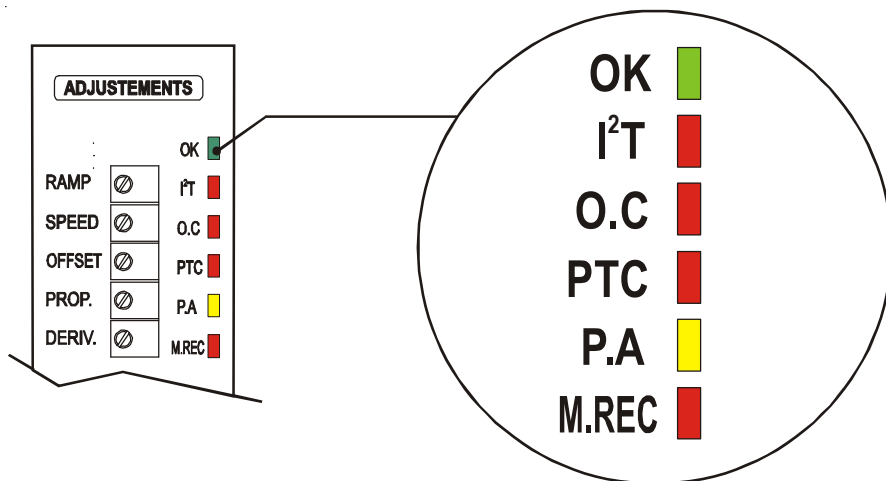 ADJUSTEMENTS
OK
RAMP I²T
SPEED O.C
OFFSET PTC
PROP. P.A
DERIV. M.REC
OK
I²T
O.C
PTC
P.A
M.REC